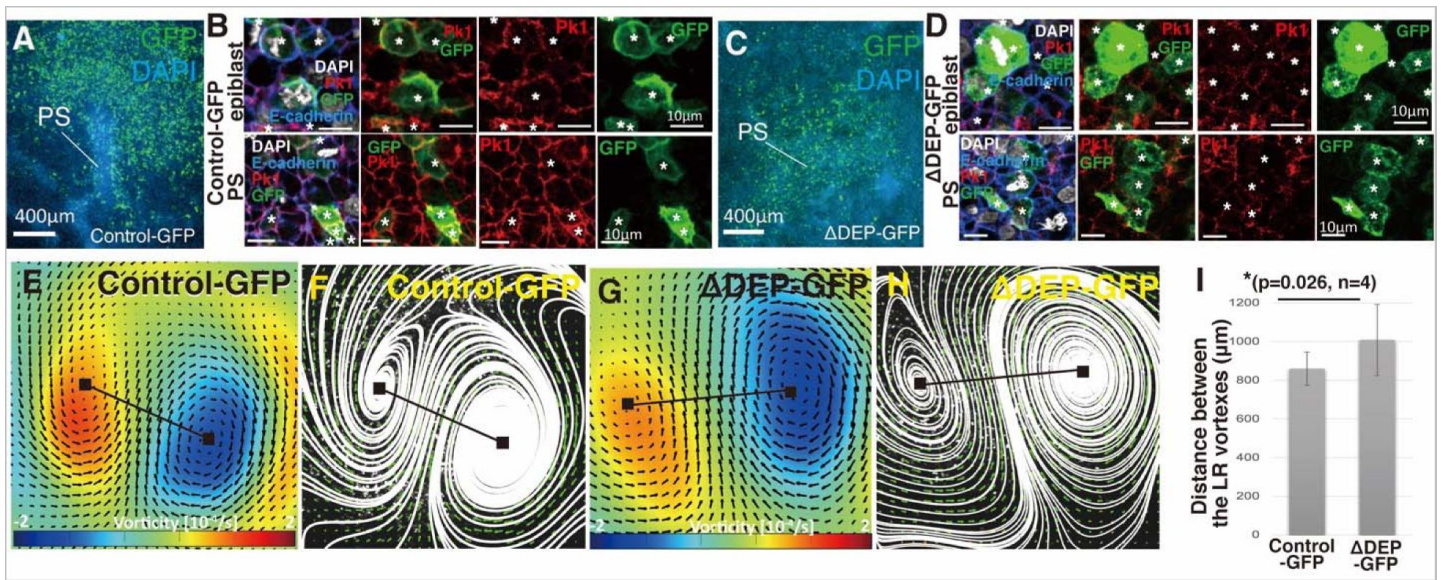 A
GFP
DAPI
PS
400μm
Control-GFP
B
Control-GFP
epiblast
DAPI
Pk1
GFP
E-cadherin
Pk1
GFP
Pk1
GFP
10μm
PS
DAPI
E-cadherin
Pk1
GFP
GFP
Pk1
Pk1
GFP
10μm
C
GFP
DAPI
PS
400μm
ΔDEP-GFP
D
ΔDEP-GFP
epiblast
DAPI
Pk1
GFP
E-cadherin
Pk1
GFP
Pk1
GFP
10μm
PS
DAPI
E-cadherin
Pk1
GFP
Pk1
GFP
Pk1
GFP
10μm
E
Control-GFP
-2 Vorticity [10⁻⁴/s] 2
F
Control-GFP
G
ΔDEP-GFP
-2 Vorticity [10⁻⁴/s] 2
H
ΔDEP-GFP
I
*(p=0.026, n=4)
Distance between
the LR vortexes (μm)
1200
1000
800
600
400
200
0
Control
-GFP
ΔDEP
-GFP